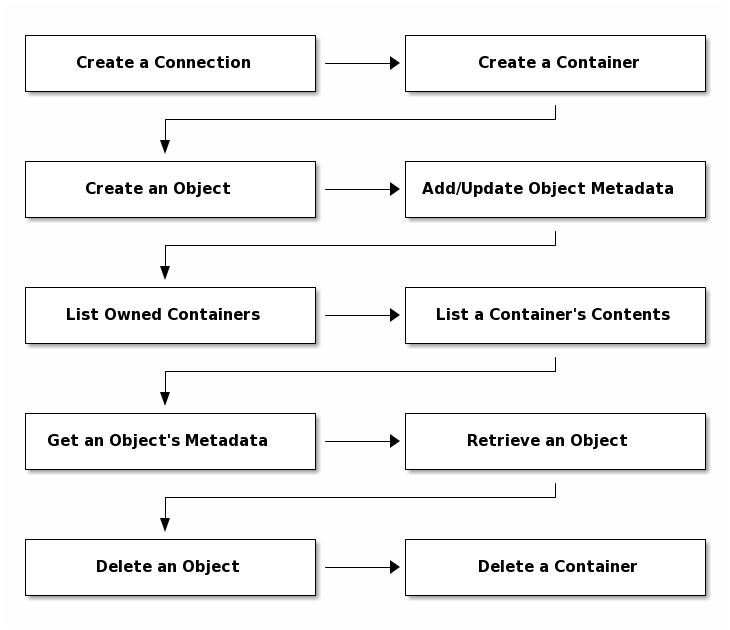 Create a Connection
Create a Container
Create an Object
Add/Update Object Metadata
List Owned Containers
List a Container's Contents
Get an Object's Metadata
Retrieve an Object
Delete an Object
Delete a Container